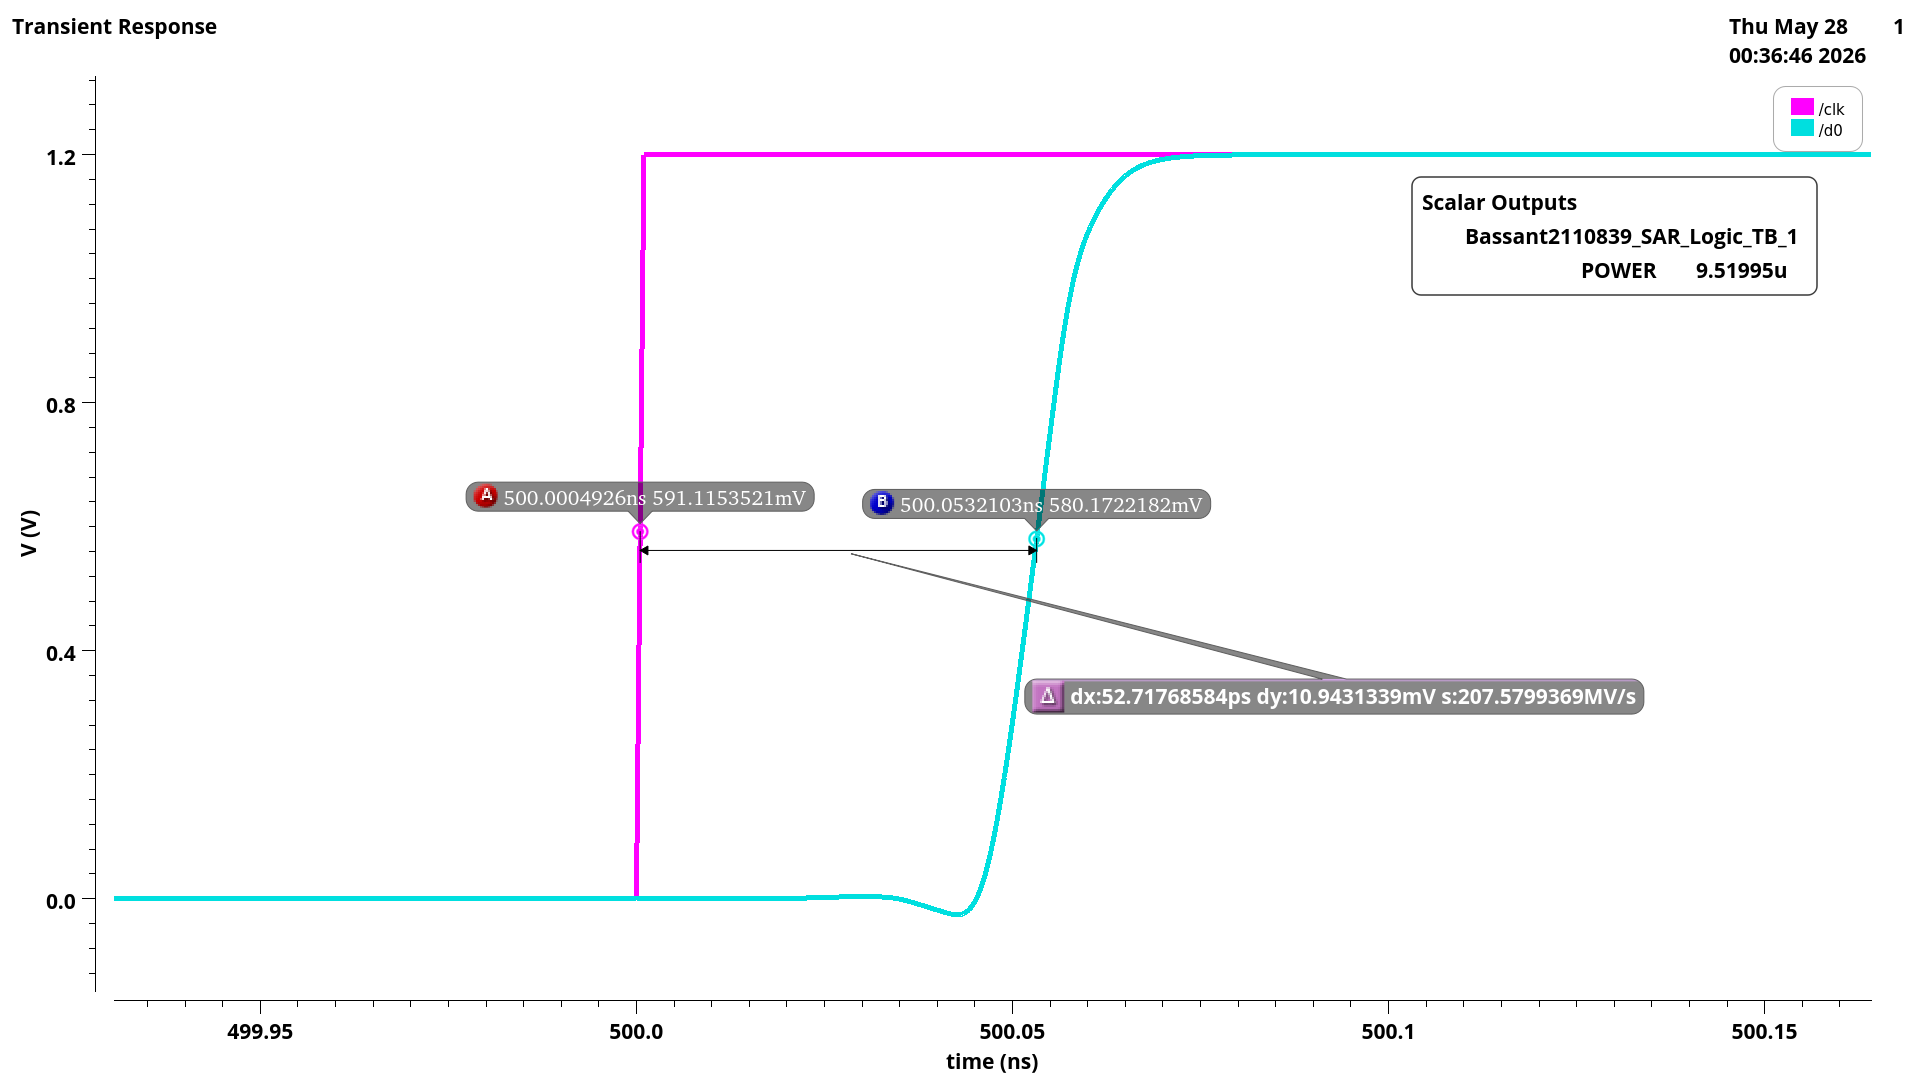 Transient Response
Thu May 28 1
00:36:46 2026
/clk
/d0
Scalar Outputs
Bassant2110839_SAR_Logic_TB_1
POWER 9.51995u
1.2
0.8
0.4
0.0
V (V)
A 500.0004926ns 591.1153521mV
B 500.0532103ns 580.1722182mV
Δ dx:52.71768584ps dy:10.9431339mV s:207.5799369MV/s
499.95 500.0 500.05 500.1 500.15
time (ns)